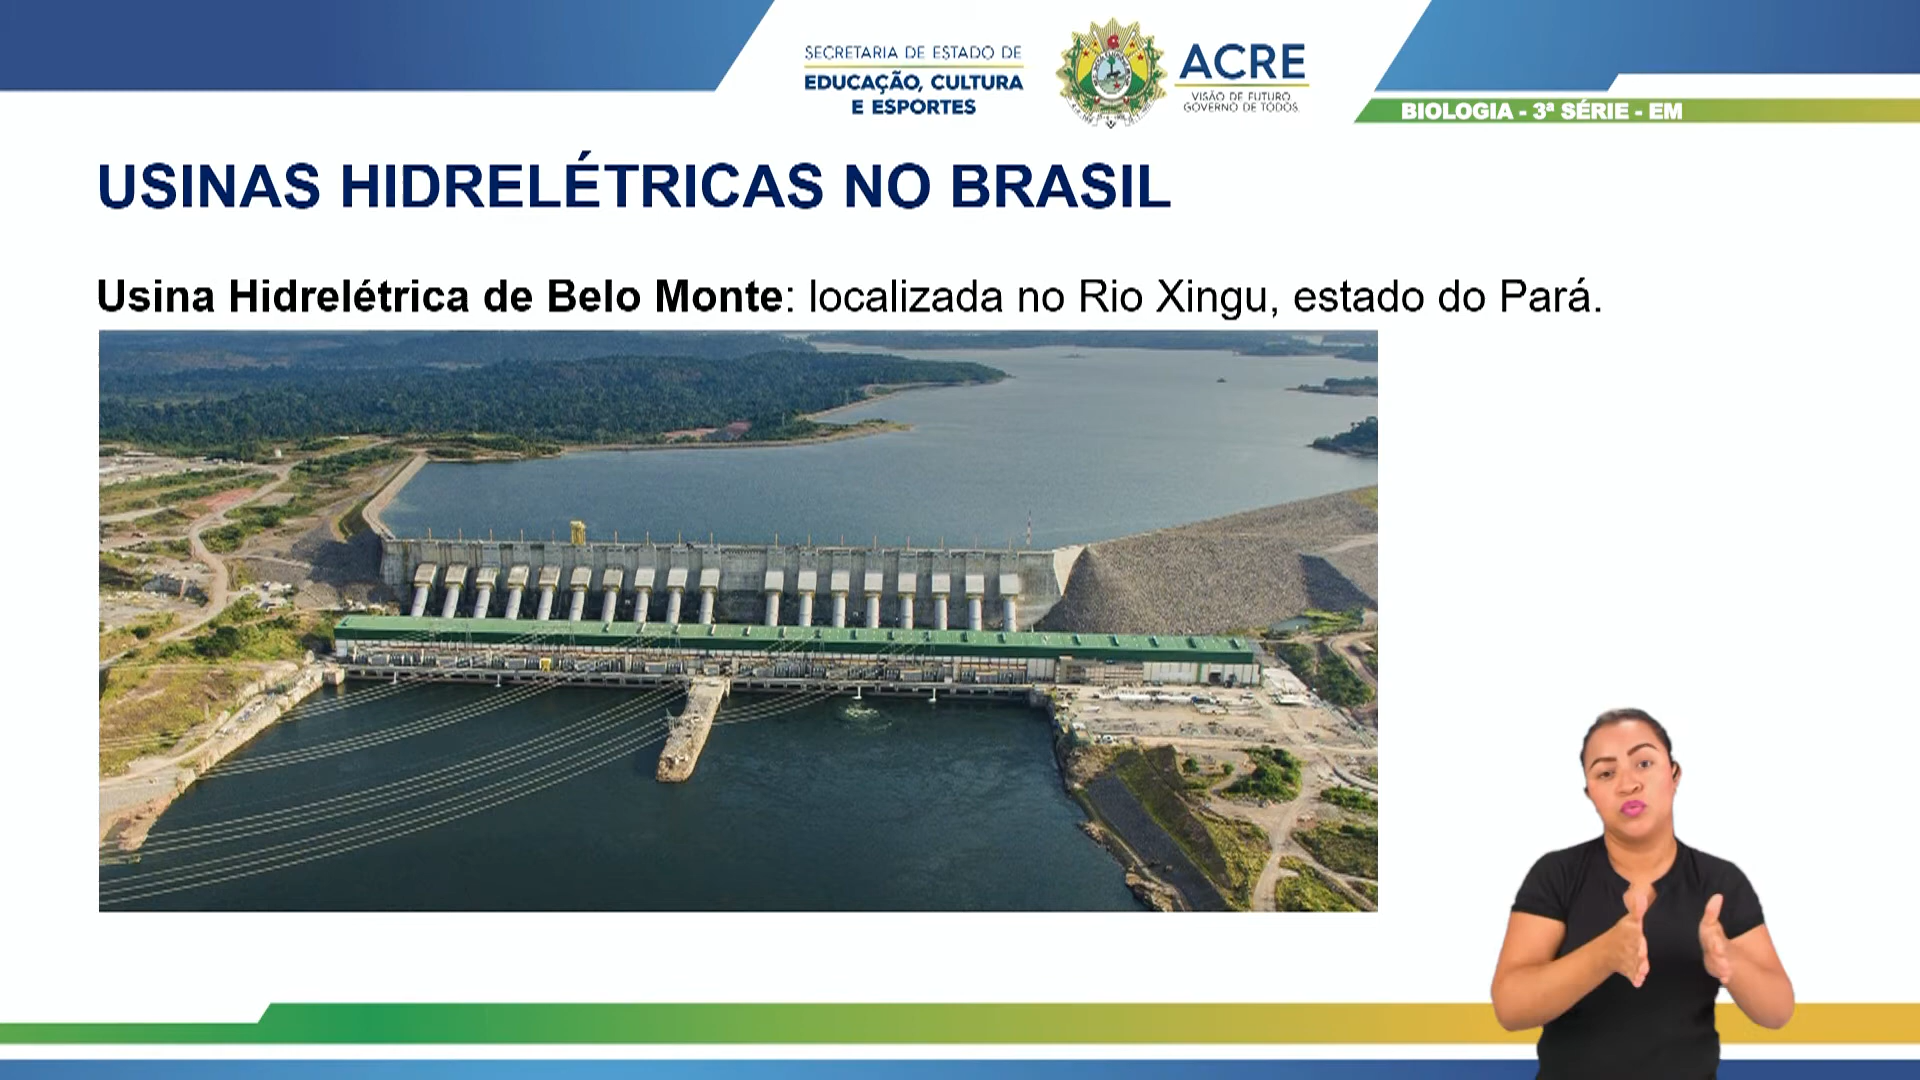 SECRETARIA DE ESTADO DE
EDUCAÇÃO, CULTURA
E ESPORTES
ACRE
VISÃO DE FUTURO
GOVERNO DE TODOS
BIOLOGIA - 3ª SÉRIE - EM
USINAS HIDRELÉTRICAS NO BRASIL
Usina Hidrelétrica de Belo Monte: localizada no Rio Xingu, estado do Pará.